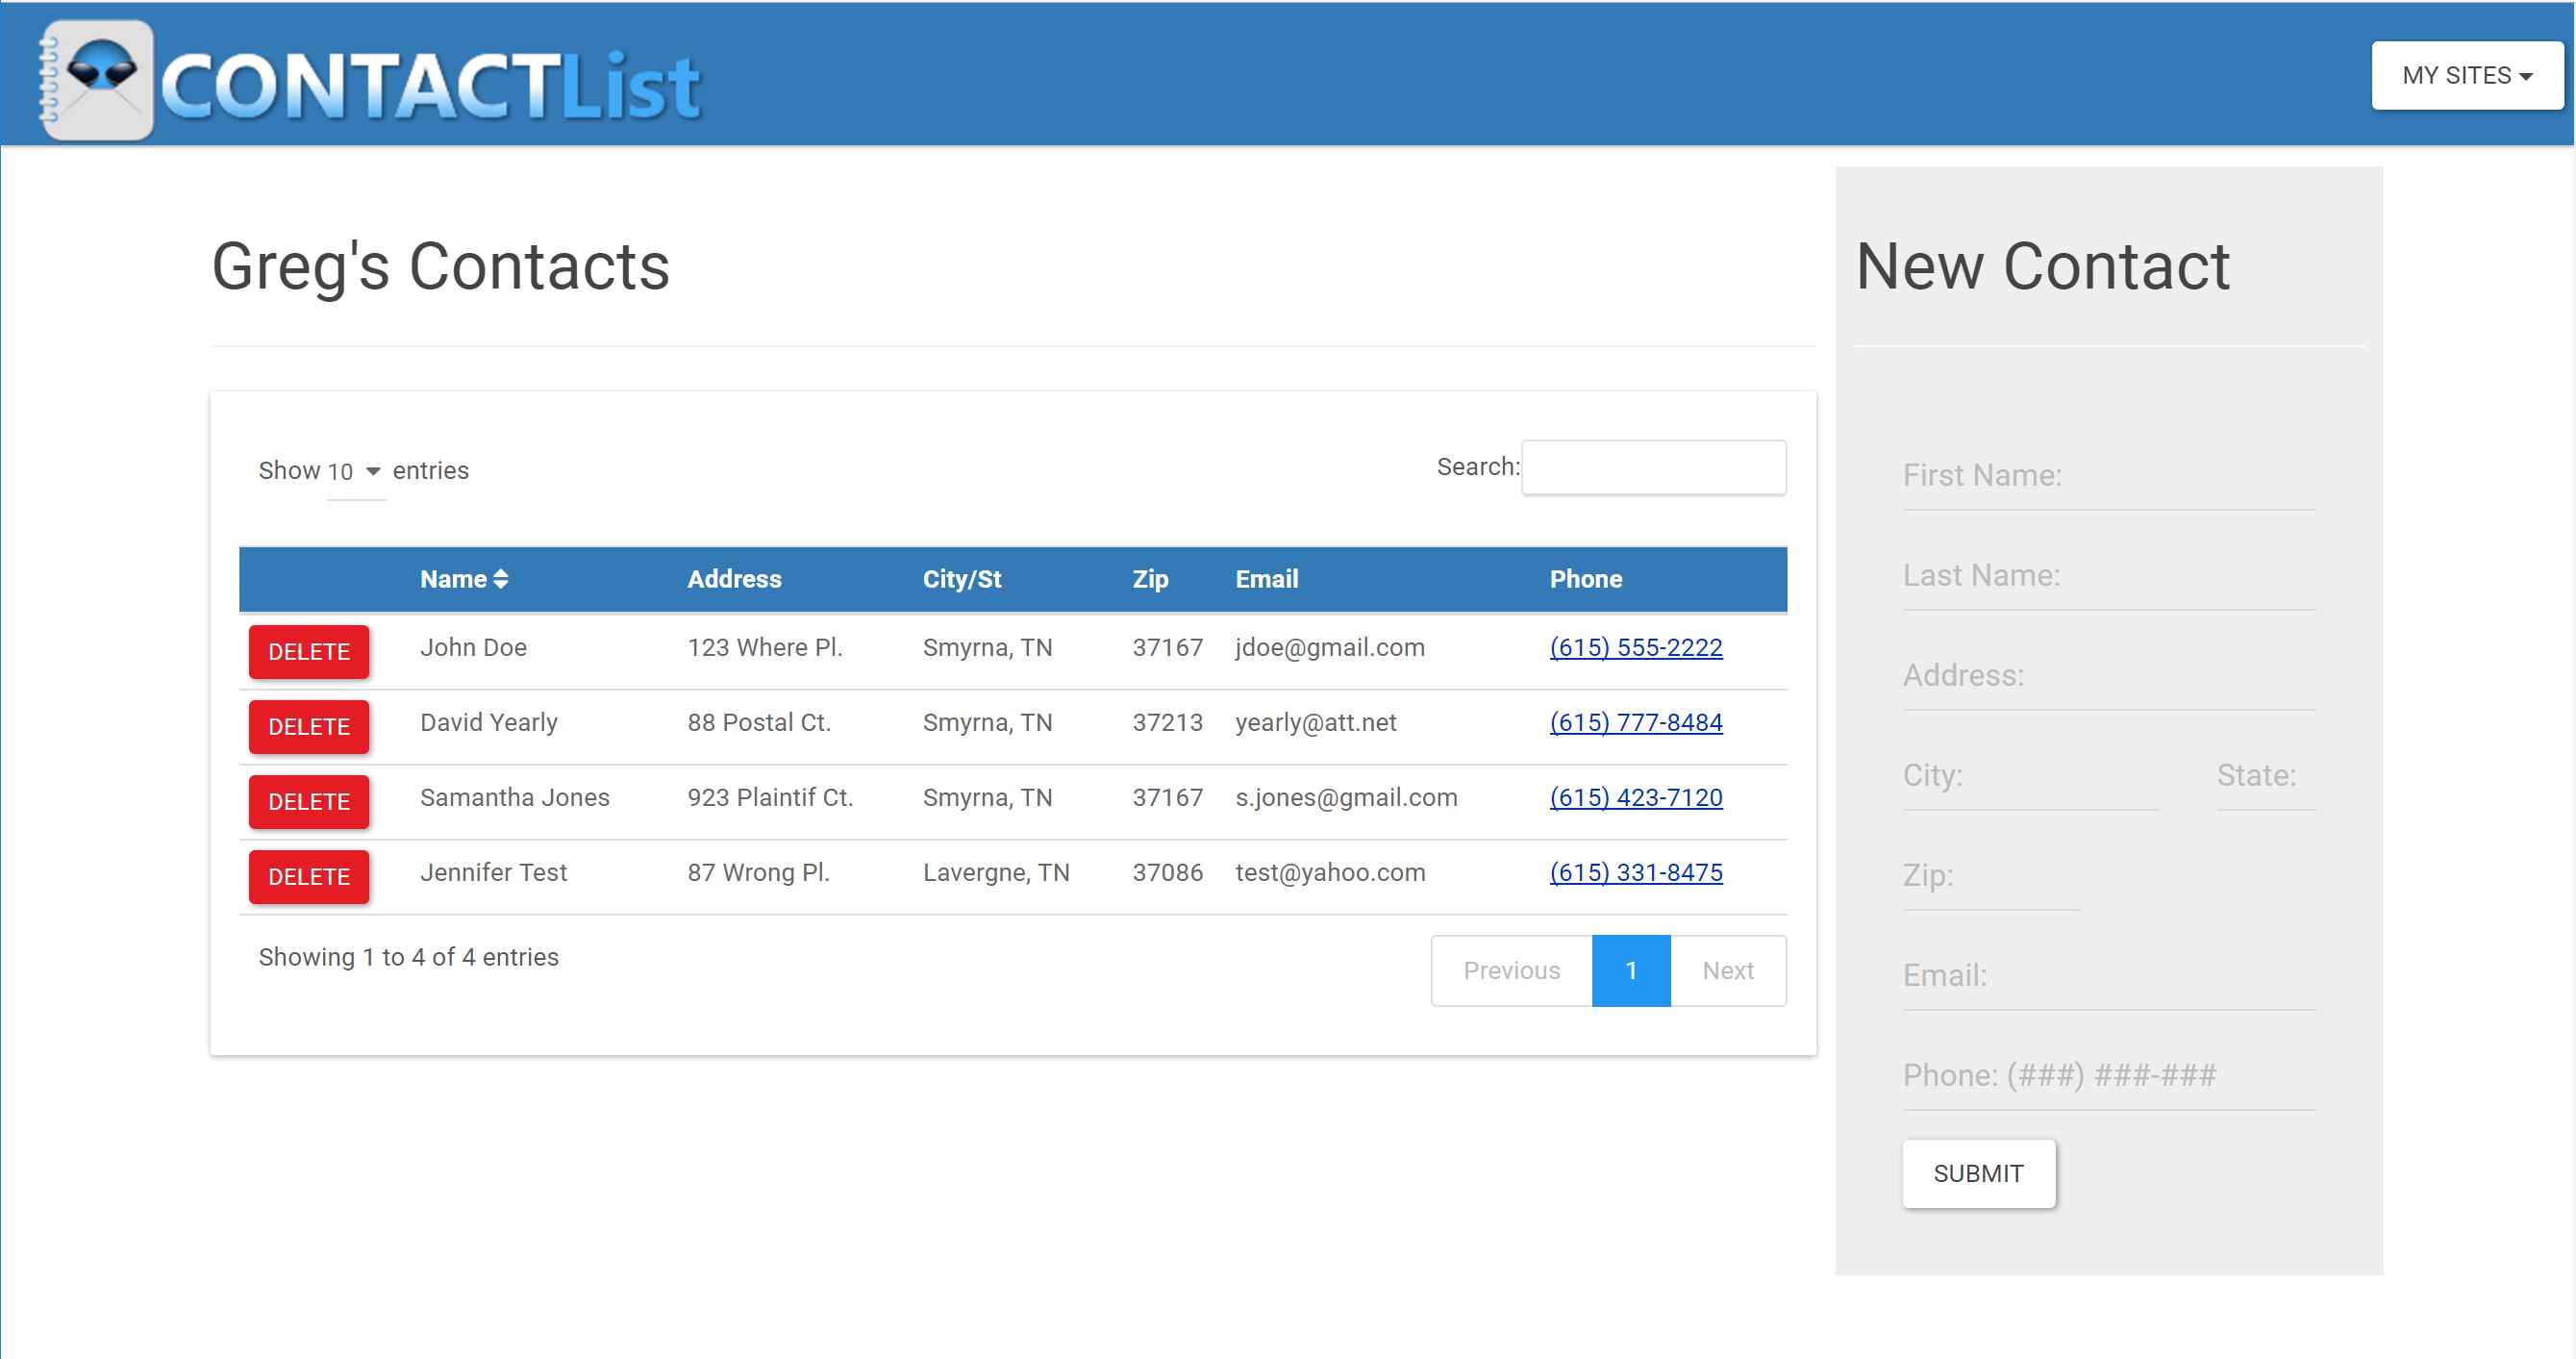 CONTACTList
MY SITES
Greg's Contacts
Show 10 entries
Search:
Name Address City/St Zip Email Phone
DELETE John Doe 123 Where Pl. Smyrna, TN 37167 jdoe@gmail.com (615) 555-2222
DELETE David Yearly 88 Postal Ct. Smyrna, TN 37213 yearly@att.net (615) 777-8484
DELETE Samantha Jones 923 Plaintif Ct. Smyrna, TN 37167 s.jones@gmail.com (615) 423-7120
DELETE Jennifer Test 87 Wrong Pl. Lavergne, TN 37086 test@yahoo.com (615) 331-8475
Showing 1 to 4 of 4 entries
Previous 1 Next
New Contact
First Name:
Last Name:
Address:
City: State:
Zip:
Email:
Phone: (###) ###-###
SUBMIT